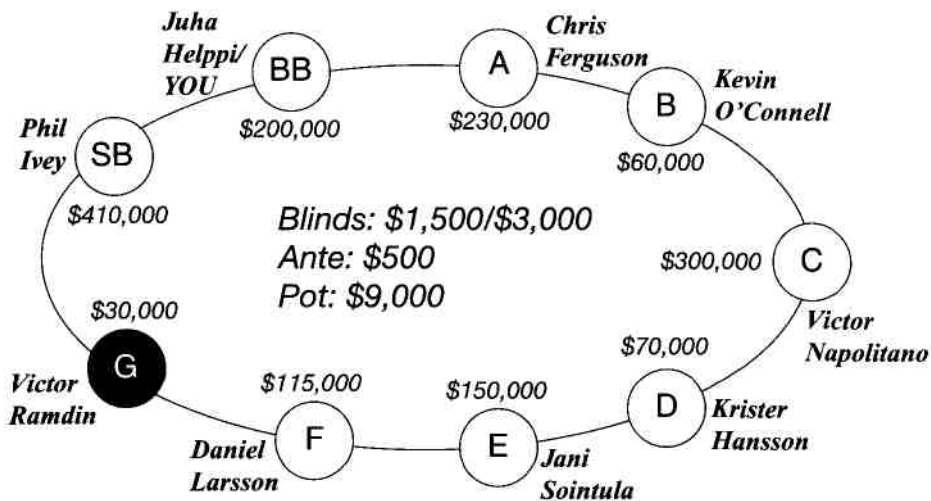 Juha
Helppi/
YOU
BB
$200,000
A
$230,000
Chris
Ferguson
B
$60,000
Kevin
O'Connell
Phil
Ivey
SB
$410,000
Blinds: $1,500/$3,000
Ante: $500
Pot: $9,000
$300,000
C
Victor
Napolitano
$30,000
G
Victor
Ramdin
$115,000
F
Daniel
Larsson
$150,000
E
Jani
Sointula
$70,000
D
Krister
Hansson